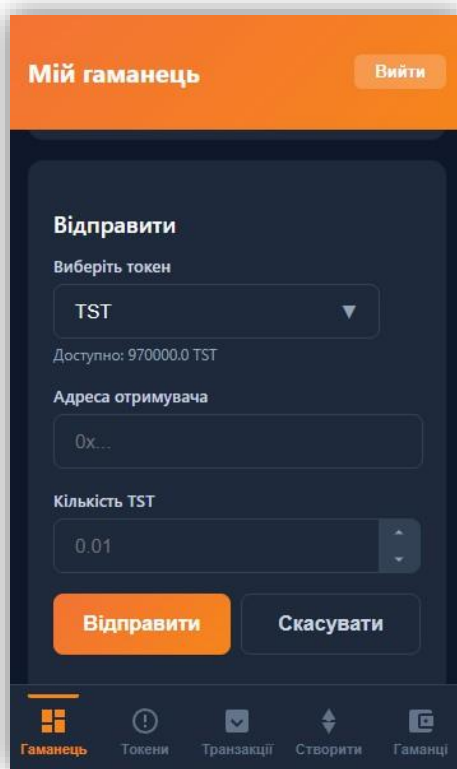 Мій гаманець
Вийти
Відправити
Виберіть токен
TST
Доступно: 970000.0 TST
Адреса отримувача
0x...
Кількість TST
0.01
Відправити
Скасувати
Гаманець
Токени
Транзакції
Створити
Гаманці